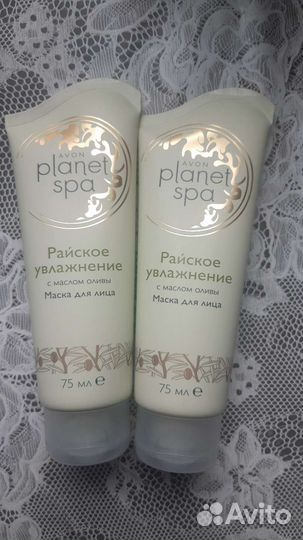 AVON
planet
spa
Райское
увлажнение
с маслом оливы
Маска для лица
75 мл e
AVON
planet
spa
Райское
увлажнение
с маслом оливы
Маска для лица
75 мл e
Avito